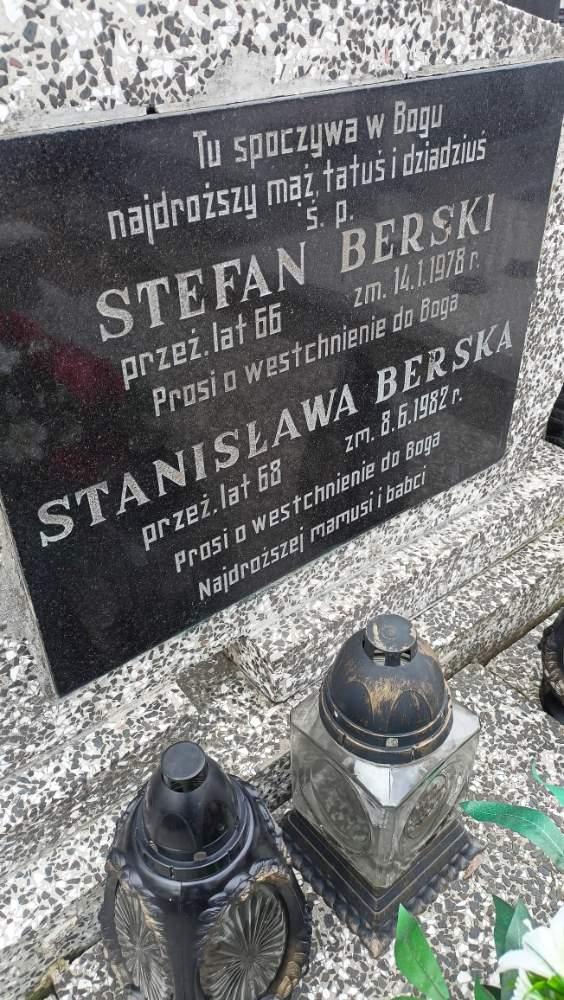 Tu spoczywa w Bogu
najdroższy mąż, tatuś i dziadziuś
ś. p.
STEFAN BERSKI
przeż. lat 66 zm. 14.1.1978 r.
Prosi o westchnienie do Boga
STANISŁAWA BERSKA
przeż. lat 68 zm. 8.6.1982 r.
Prosi o westchnienie do Boga
Najdroższej mamusi i babci